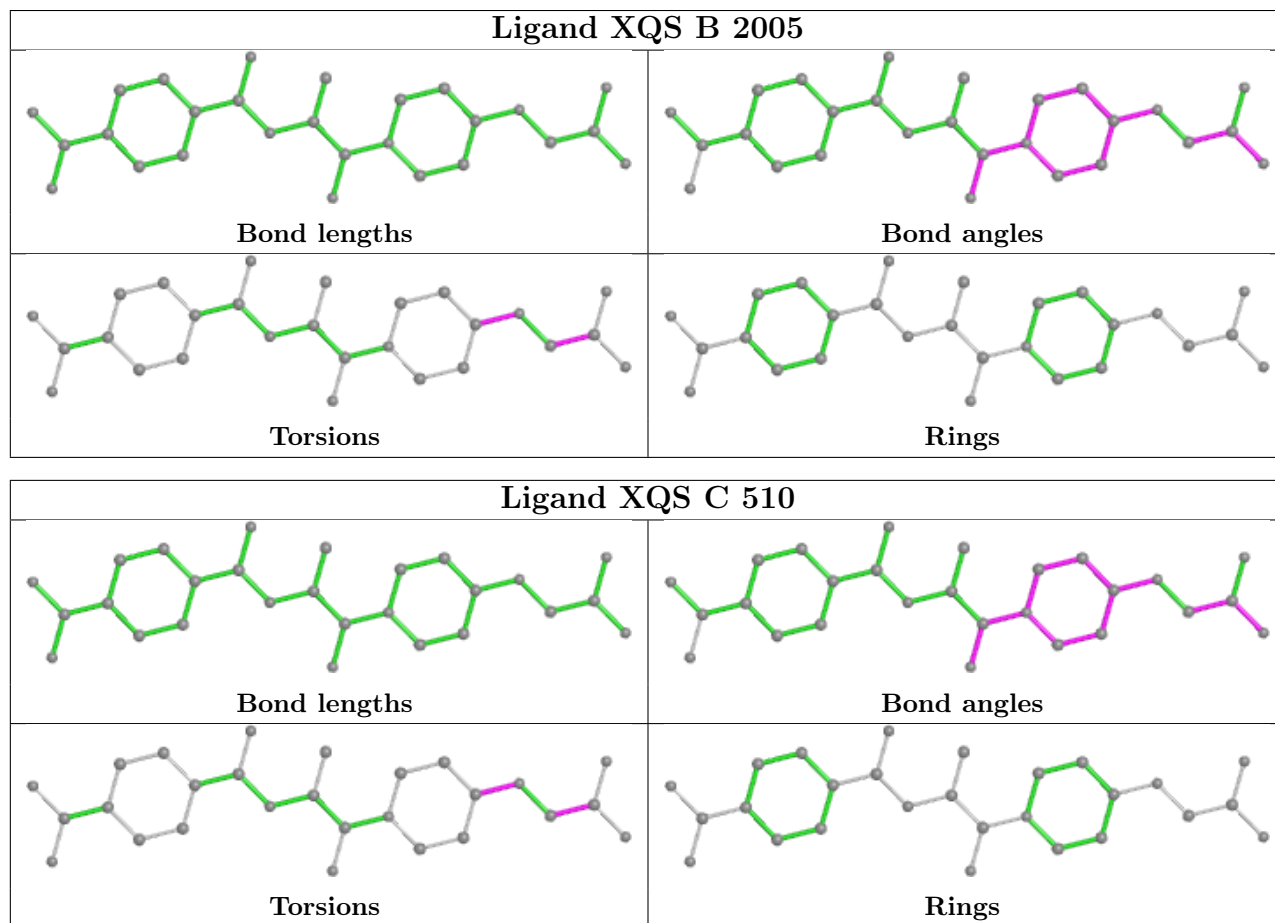 Ligand XQS B 2005
Bond lengths
Bond angles
Torsions
Rings
Ligand XQS C 510
Bond lengths
Bond angles
Torsions
Rings